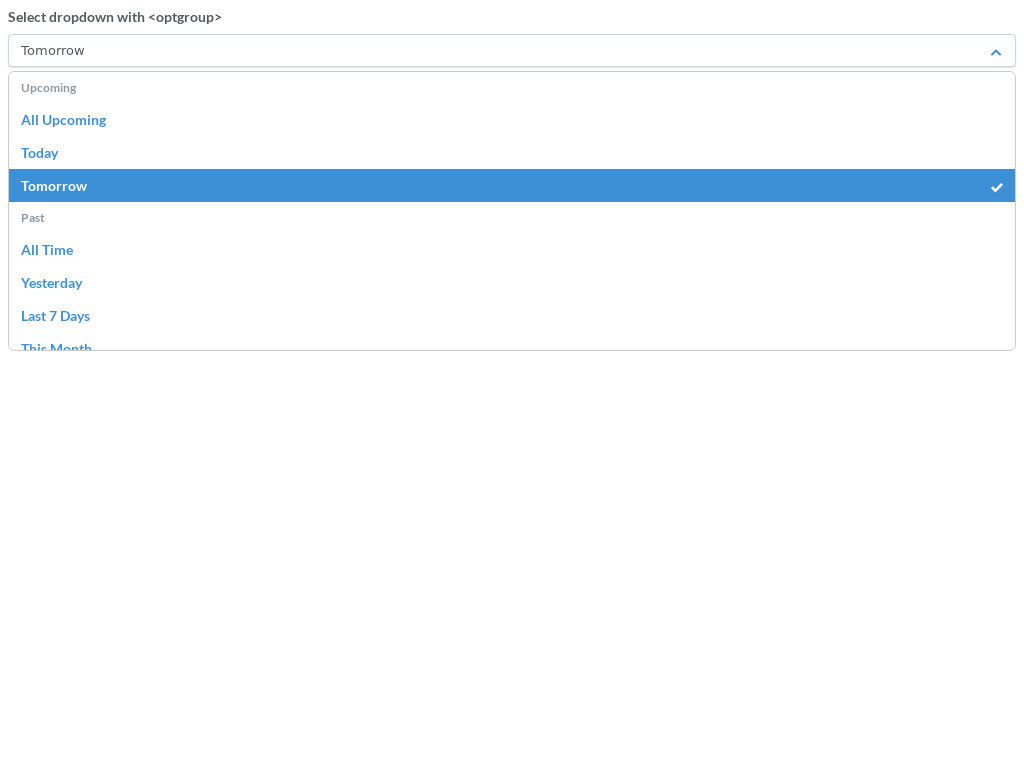 Select dropdown with <optgroup>
Tomorrow
Upcoming
All Upcoming
Today
Tomorrow
Past
All Time
Yesterday
Last 7 Days
This Month